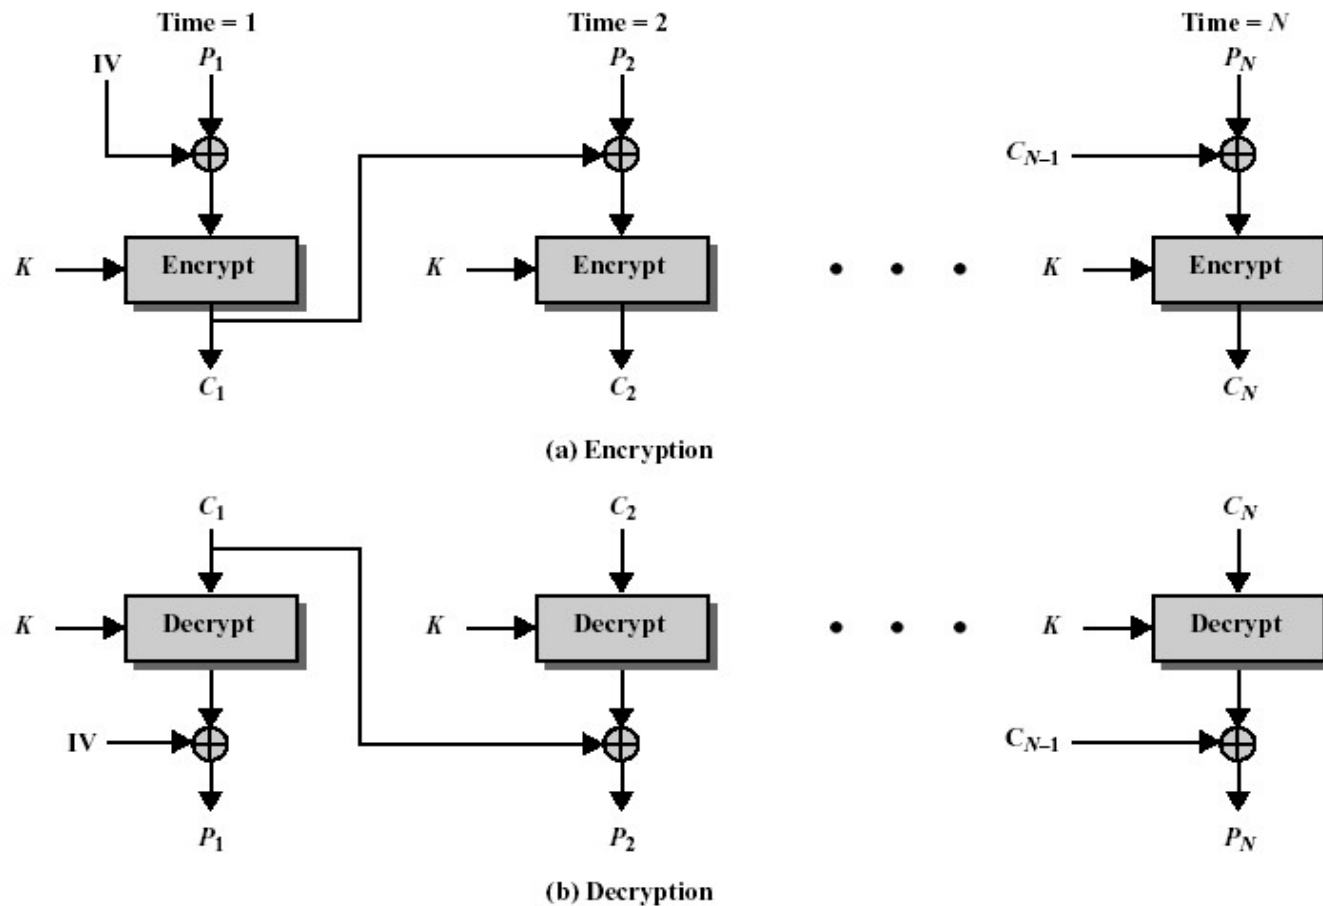 Time = 1 Time = 2 Time = N
IV P1 P2 PN
CN–1
K Encrypt K Encrypt K Encrypt
C1 C2 CN
(a) Encryption
C1 C2 CN
K Decrypt K Decrypt K Decrypt
IV CN–1
P1 P2 PN
(b) Decryption